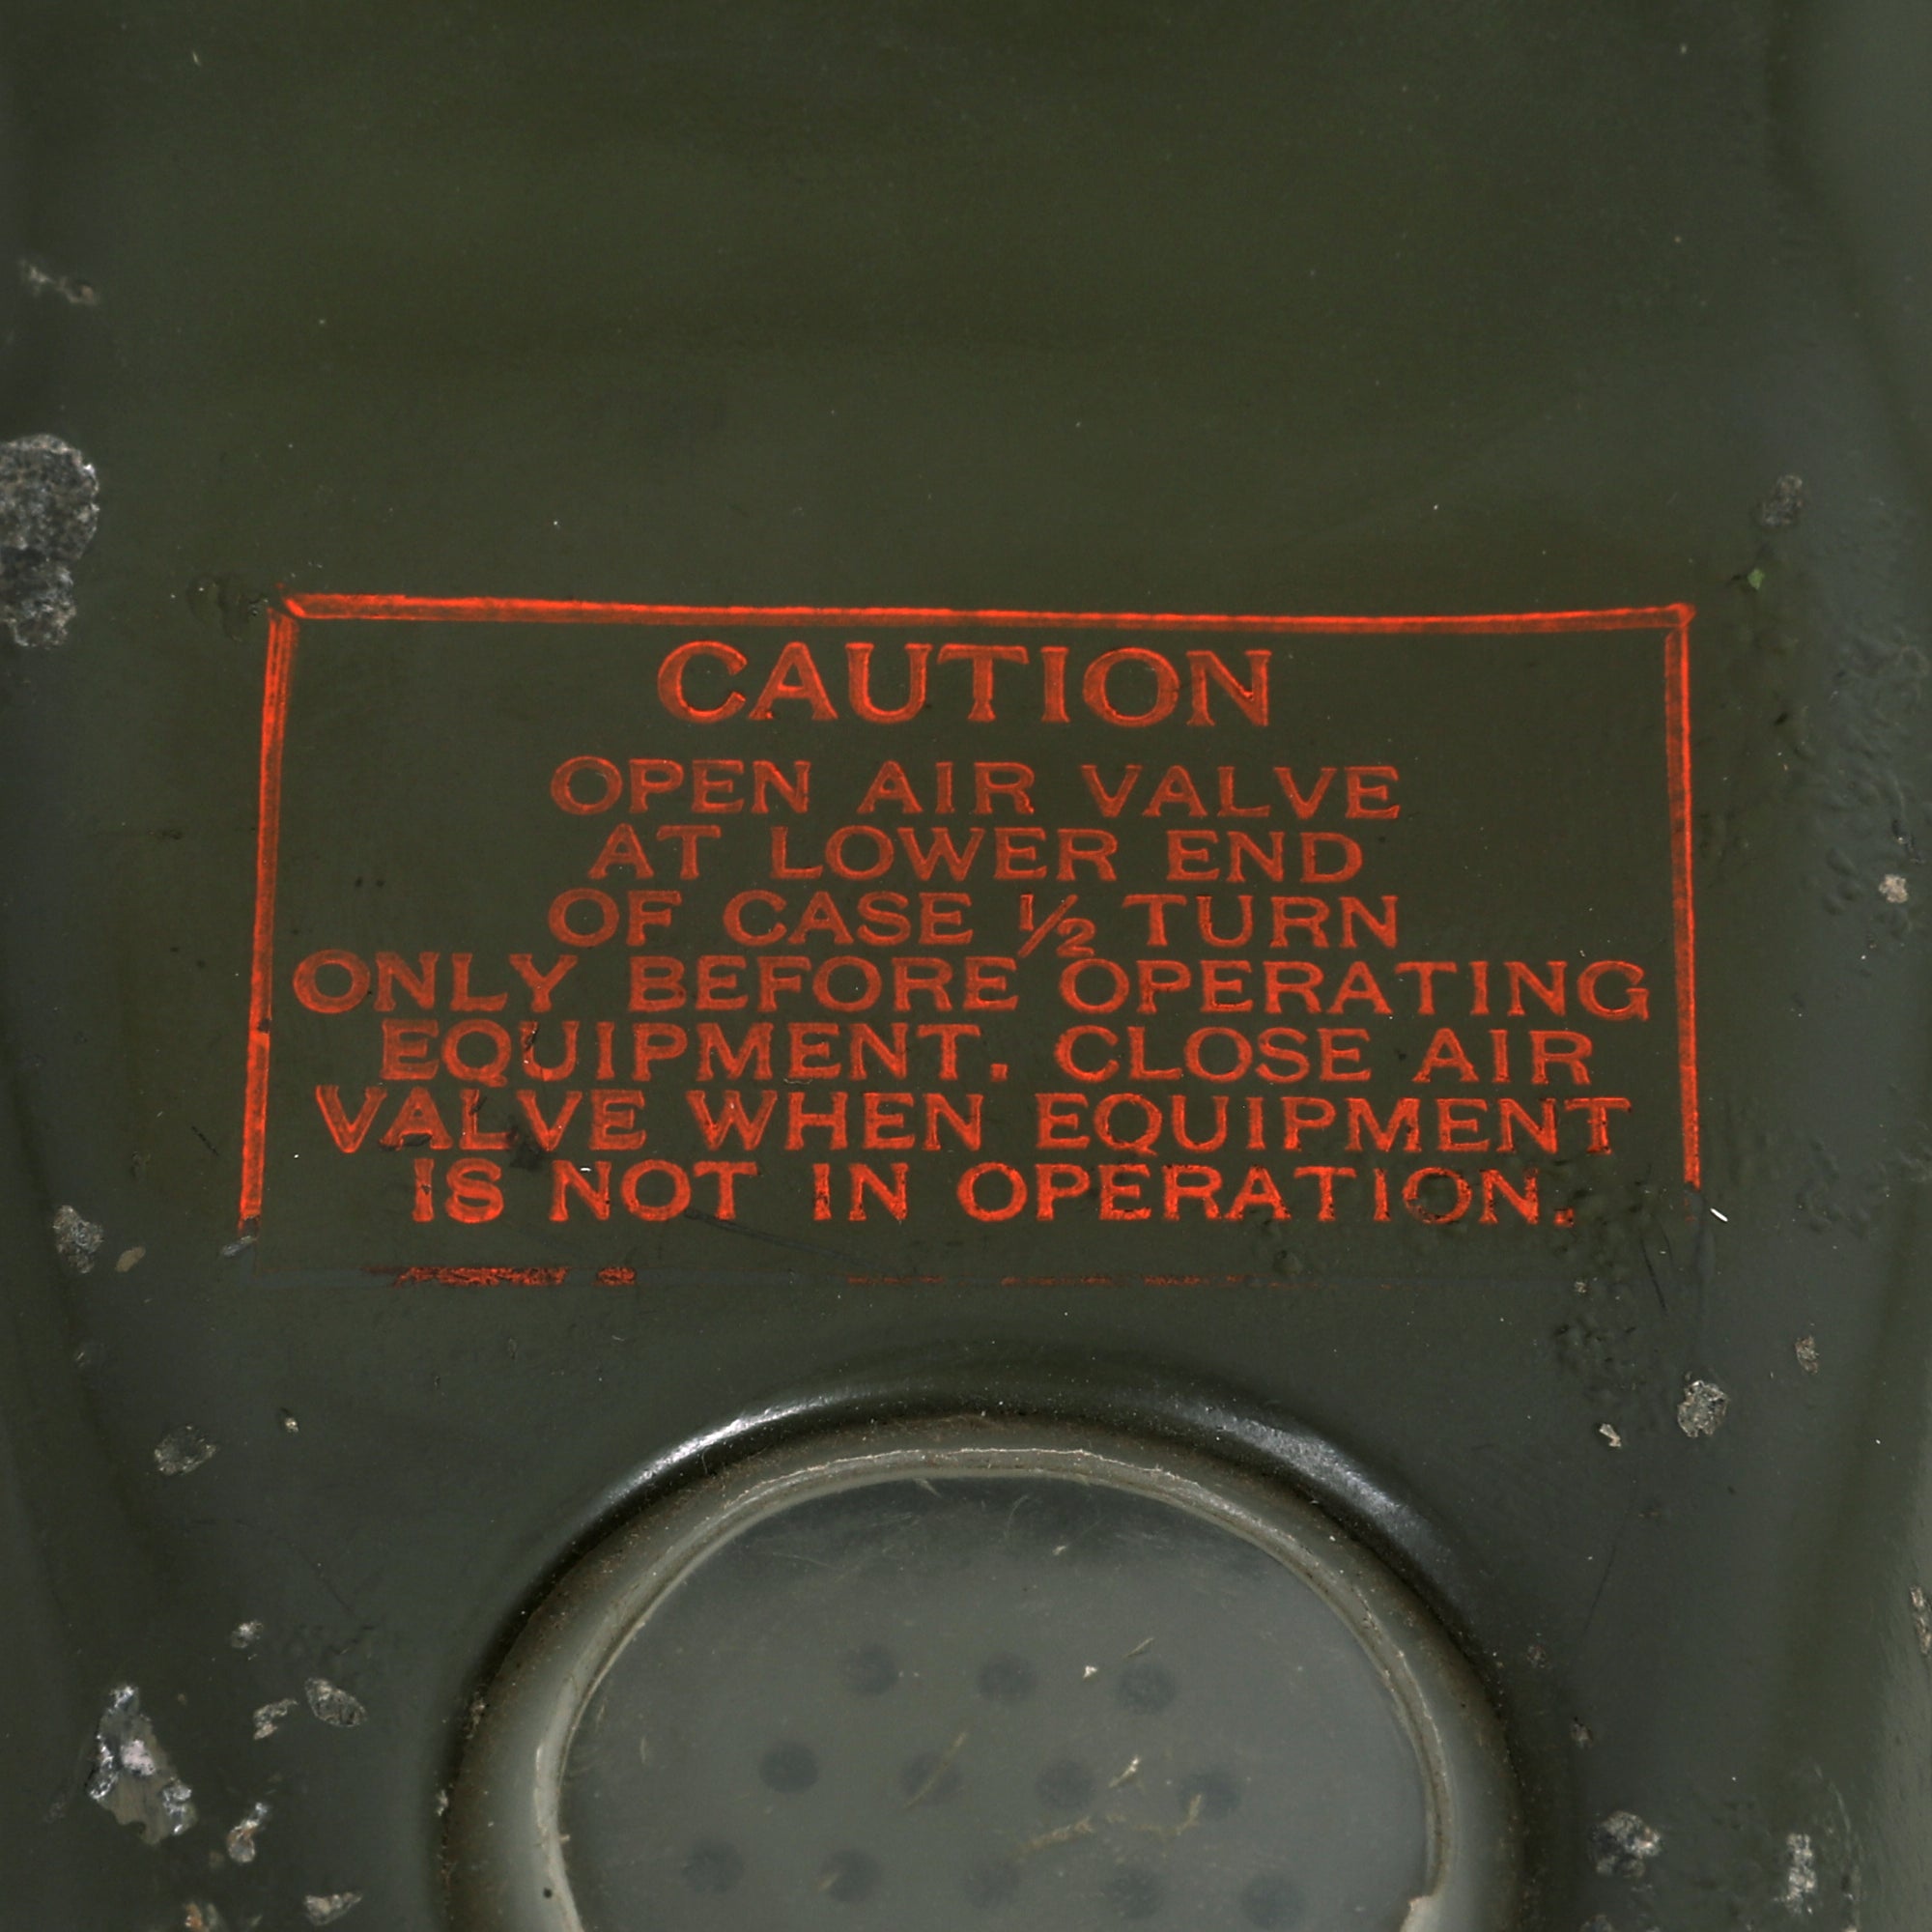 CAUTION
OPEN AIR VALVE
AT LOWER END
OF CASE ½ TURN
ONLY BEFORE OPERATING
EQUIPMENT. CLOSE AIR
VALVE WHEN EQUIPMENT
IS NOT IN OPERATION.